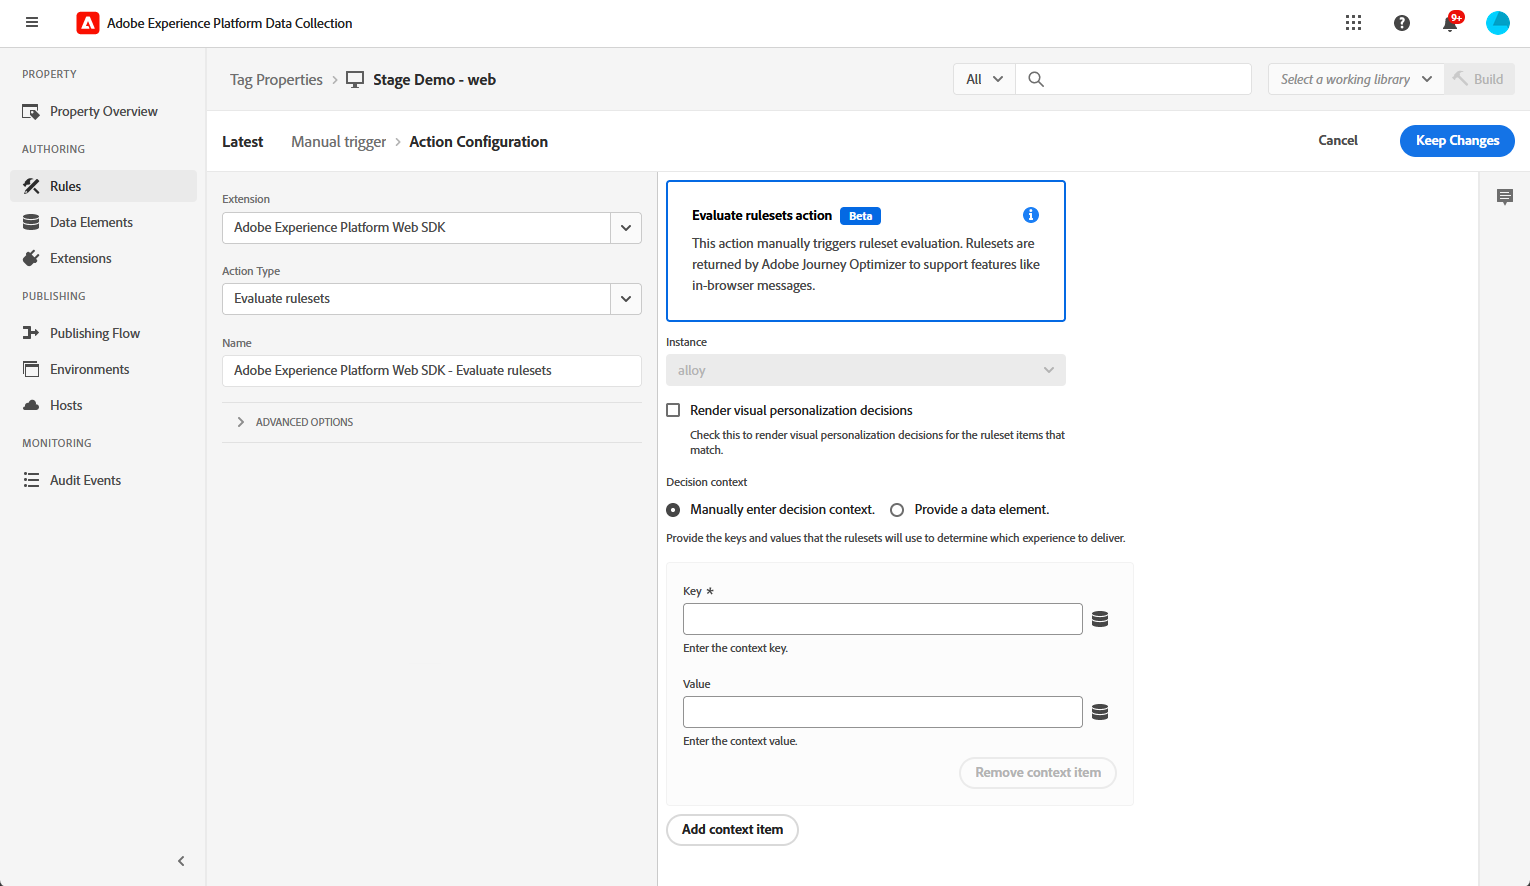 Adobe Experience Platform Data Collection
9+
PROPERTY
Property Overview
AUTHORING
Rules
Data Elements
Extensions
PUBLISHING
Publishing Flow
Environments
Hosts
MONITORING
Audit Events
Tag Properties > Stage Demo - web
All
Select a working library
Build
Latest
Manual trigger > Action Configuration
Cancel
Keep Changes
Extension
Adobe Experience Platform Web SDK
Action Type
Evaluate rulesets
Name
Adobe Experience Platform Web SDK - Evaluate rulesets
ADVANCED OPTIONS
Evaluate rulesets action Beta
This action manually triggers ruleset evaluation. Rulesets are
returned by Adobe Journey Optimizer to support features like
in-browser messages.
Instance
alloy
Render visual personalization decisions
Check this to render visual personalization decisions for the ruleset items that
match.
Decision context
Manually enter decision context. Provide a data element.
Provide the keys and values that the rulesets will use to determine which experience to deliver.
Key *
Enter the context key.
Value
Enter the context value.
Remove context item
Add context item